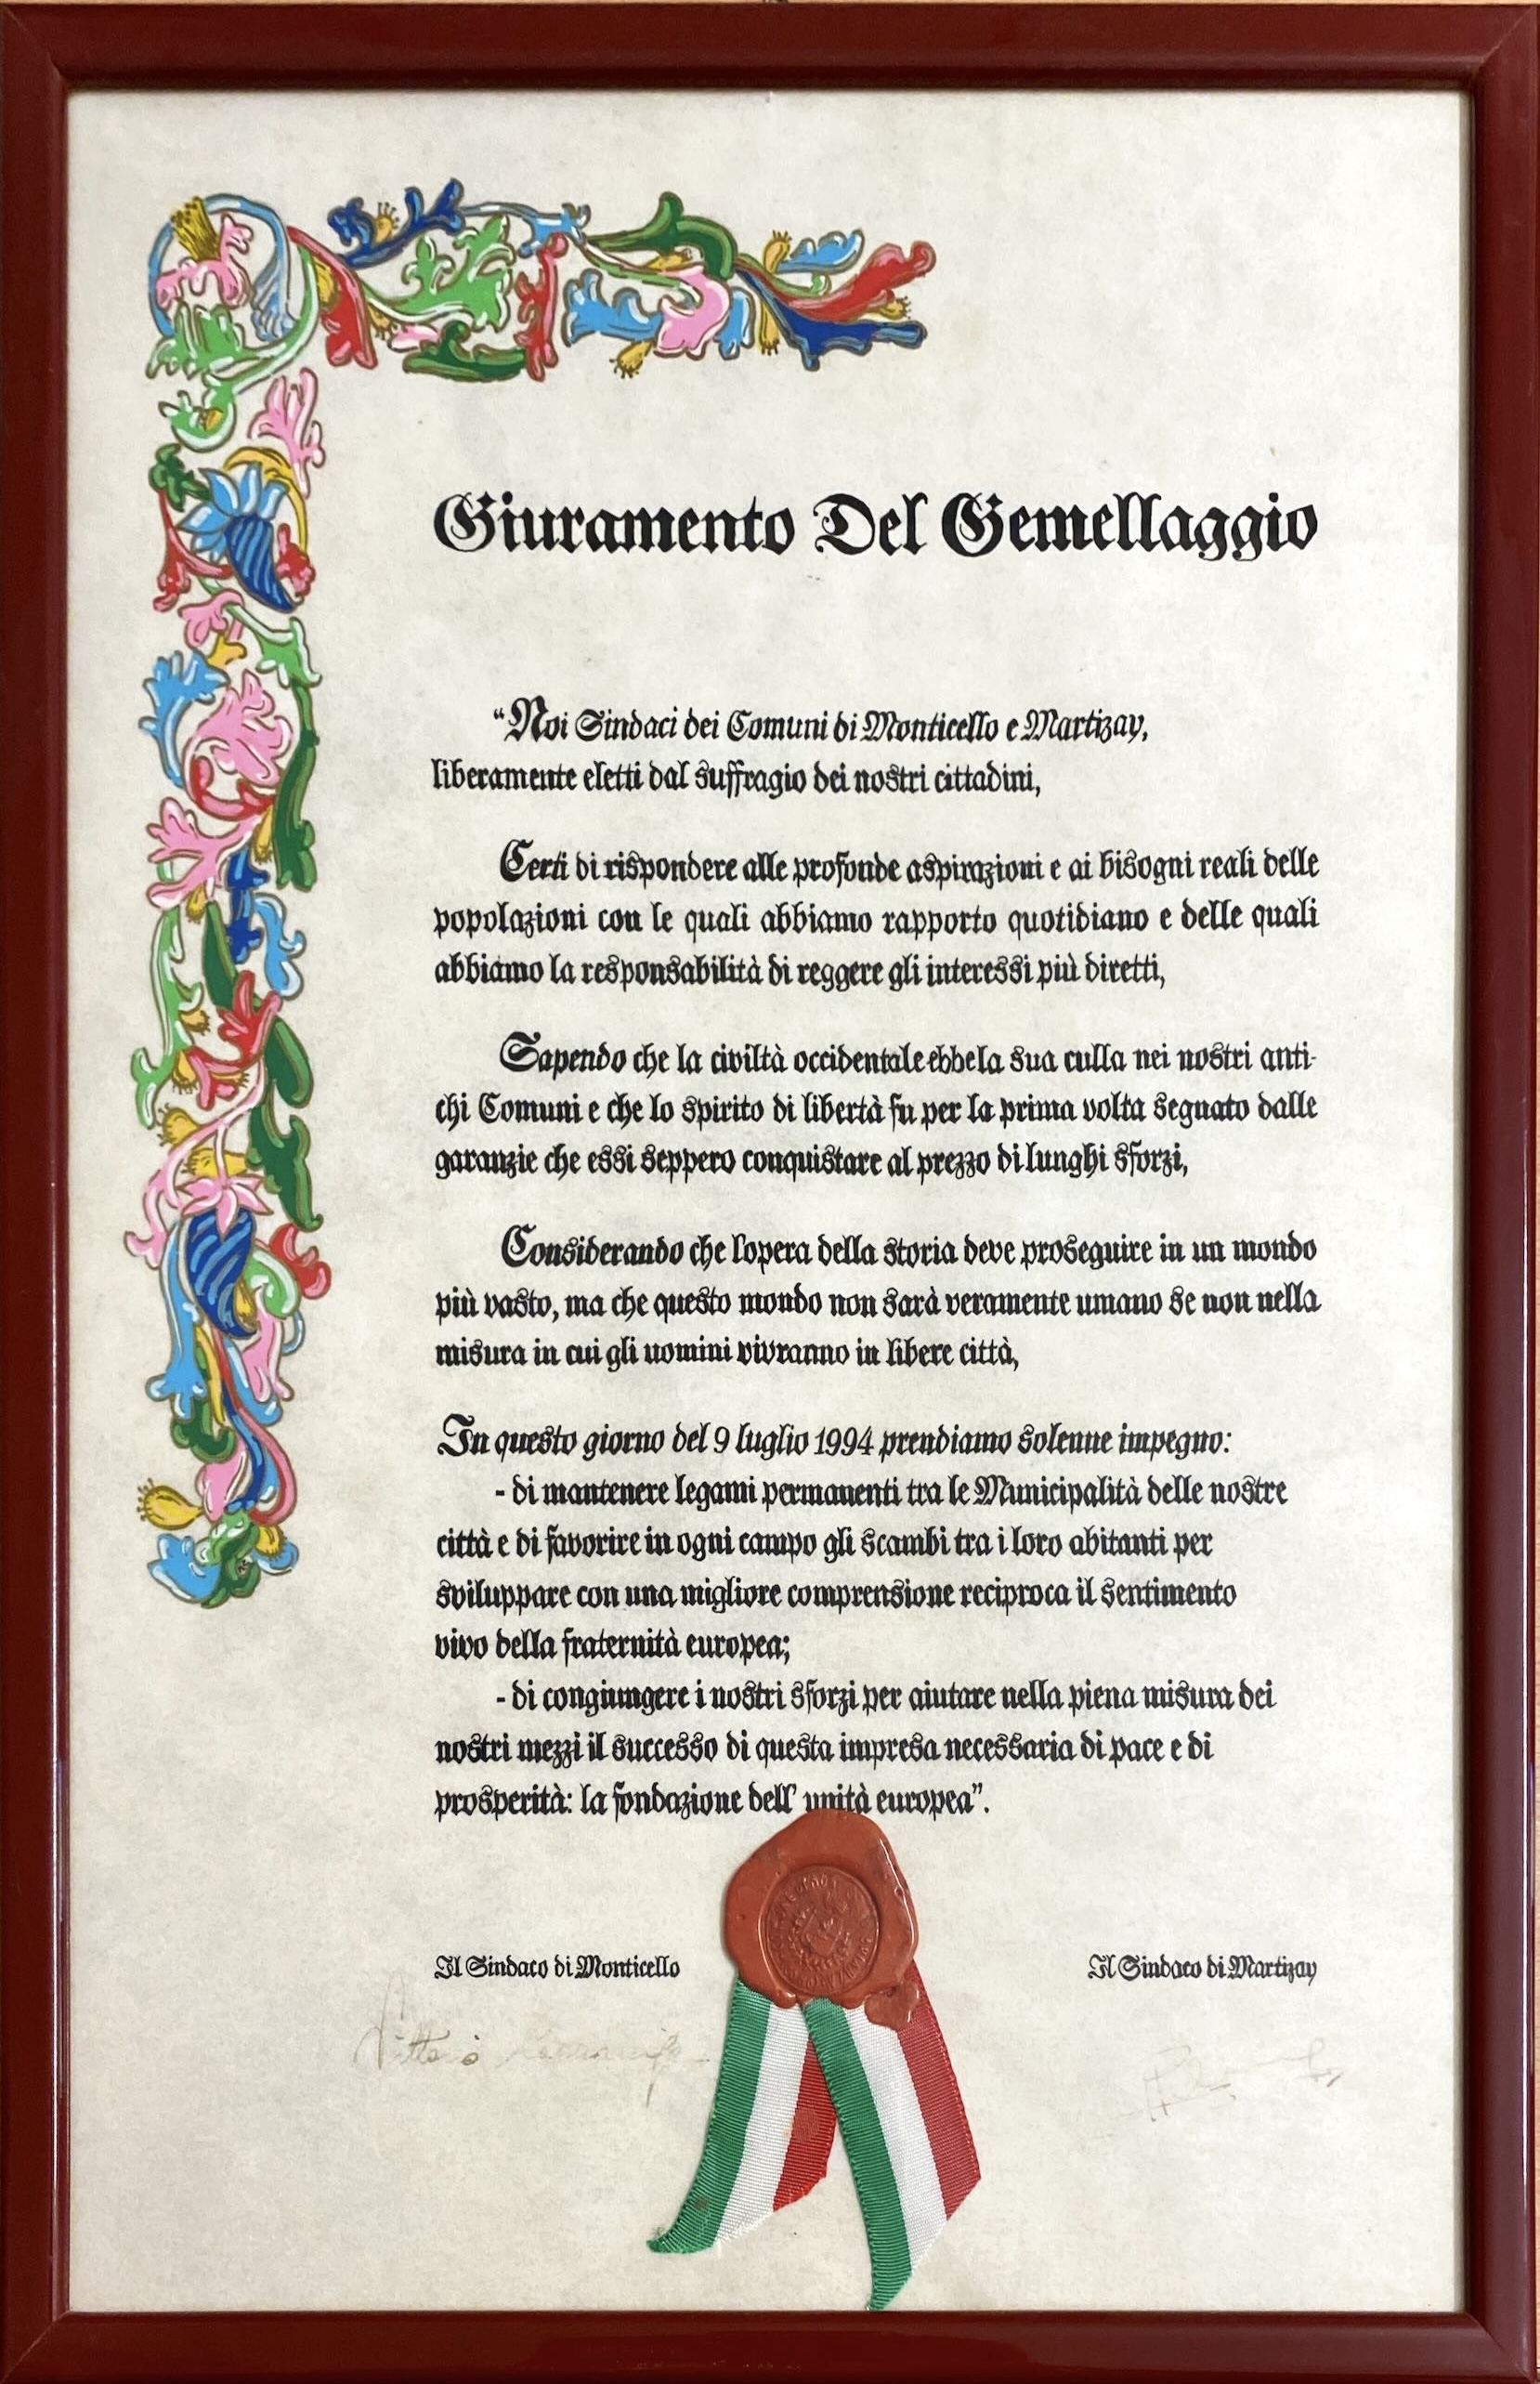 Giuramento Del Gemellaggio
“Noi Sindaci dei Comuni di Monticello e Martizay,
liberamente eletti dal suffragio dei nostri cittadini,
Certi di rispondere alle profonde aspirazioni e ai bisogni reali delle
popolazioni con le quali abbiamo rapporto quotidiano e delle quali
abbiamo la responsabilità di reggere gli interessi più diretti,
Sapendo che la civiltà occidentale ebbe la sua culla nei nostri anti-
chi Comuni e che lo spirito di libertà fu per la prima volta segnato dalle
garanzie che essi seppero conquistare al prezzo di lunghi sforzi,
Considerando che l'opera della storia deve proseguire in un mondo
più vasto, ma che questo mondo non sarà veramente umano se non nella
misura in cui gli uomini vivranno in libere città,
In questo giorno del 9 luglio 1994 prendiamo solenne impegno:
- di mantenere legami permanenti tra le Municipalità delle nostre
città e di favorire in ogni campo gli scambi tra i loro abitanti per
sviluppare con una migliore comprensione reciproca il sentimento
vivo della fraternità europea;
- di congiungere i nostri sforzi per aiutare nella piena misura dei
nostri mezzi il successo di questa impresa necessaria di pace e di
prosperità: la fondazione dell' unità europea”.
Il Sindaco di Monticello
Il Sindaco di Martizay
Vittorio